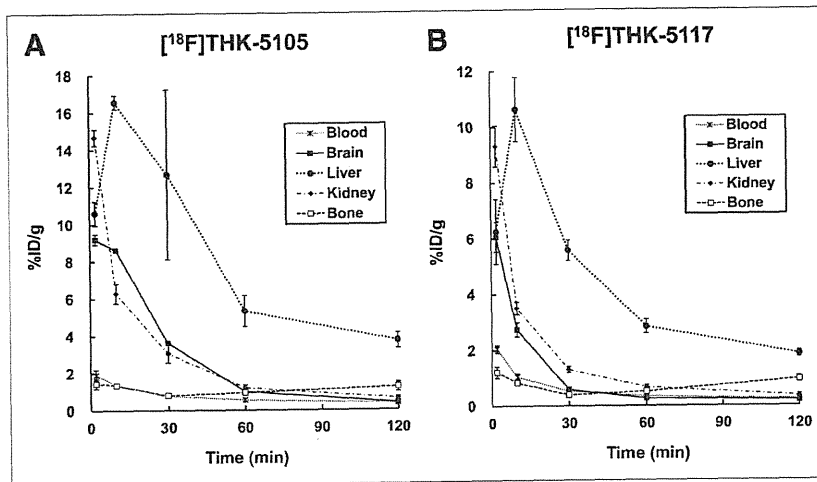 A
[¹⁸F]THK-5105
%ID/g
18
16
14
12
10
8
6
4
2
0
0
30
60
90
120
Time (min)
Blood
Brain
Liver
Kidney
Bone
B
[¹⁸F]THK-5117
%ID/g
12
10
8
6
4
2
0
0
30
60
90
120
Time (min)
Blood
Brain
Liver
Kidney
Bone